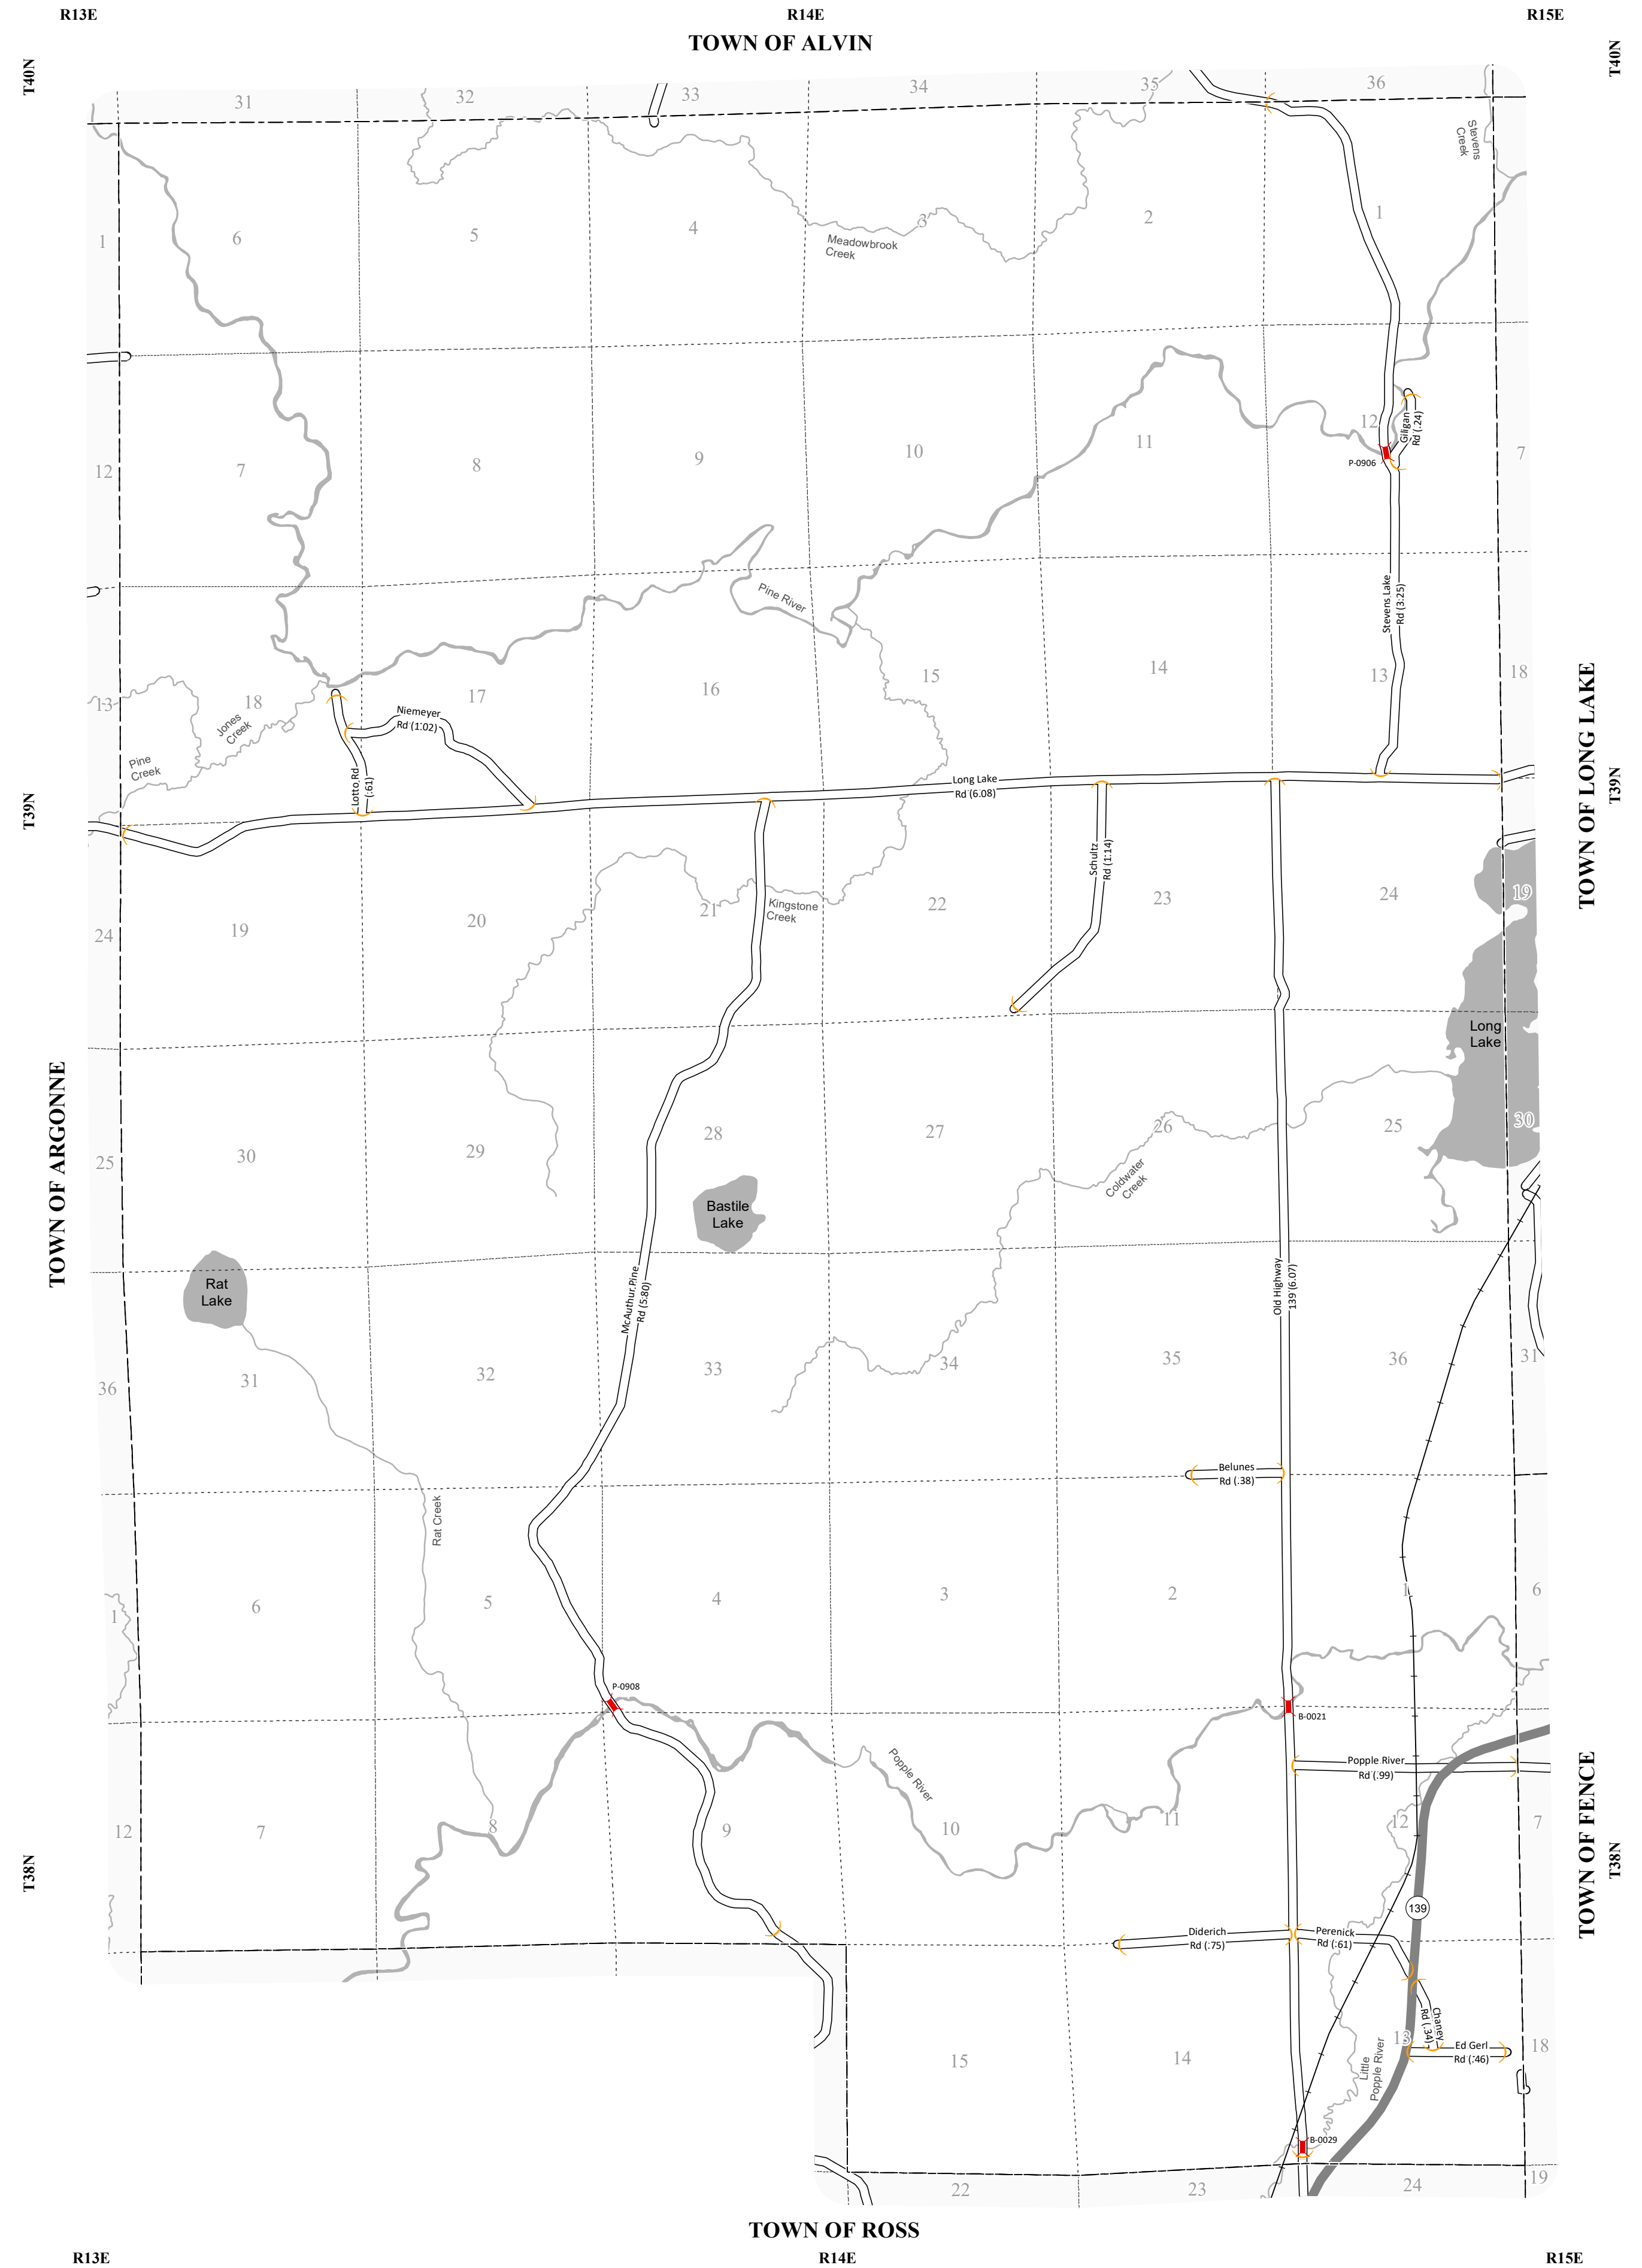 R13E
R14E
R15E
TOWN OF ALVIN
T40N
T40N
31
32
33
34
35
36
Stevens
Creek
1
6
5
4
3
2
1
Meadowbrook
Creek
12
7
8
9
10
11
12
7
Giligan
Rd (.24)
P-0906
Pine River
Stevens Lake
Rd (3.25)
13
18
17
16
15
14
13
18
Jones
Creek
Niemeyer
Rd (1.02)
Pine
Creek
Lotto Rd
(.61)
Long Lake
Rd (6.08)
T39N
T39N
TOWN OF LONG LAKE
Schultz
Rd (1.14)
24
19
20
21
22
23
24
19
Kingstone
Creek
Long
Lake
TOWN OF ARGONNE
25
30
29
28
27
26
25
30
Coldwater
Creek
Bastile
Lake
Rat
Lake
McAuthur Pine
Rd (5.80)
Old Highway
139 (6.07)
36
31
32
33
34
35
36
31
Belunes
Rd (.38)
Rat Creek
1
6
5
4
3
2
1
6
P-0908
B-0021
Popple River
Popple River
Rd (.99)
12
7
8
9
10
11
12
7
T38N
T38N
TOWN OF FENCE
139
Diderich
Rd (.75)
Perenick
Rd (.61)
Chaney
Rd (.34)
15
14
13
18
Ed Gerl
Rd (.46)
Little
Popple River
B-0029
22
23
24
19
TOWN OF ROSS
R13E
R14E
R15E